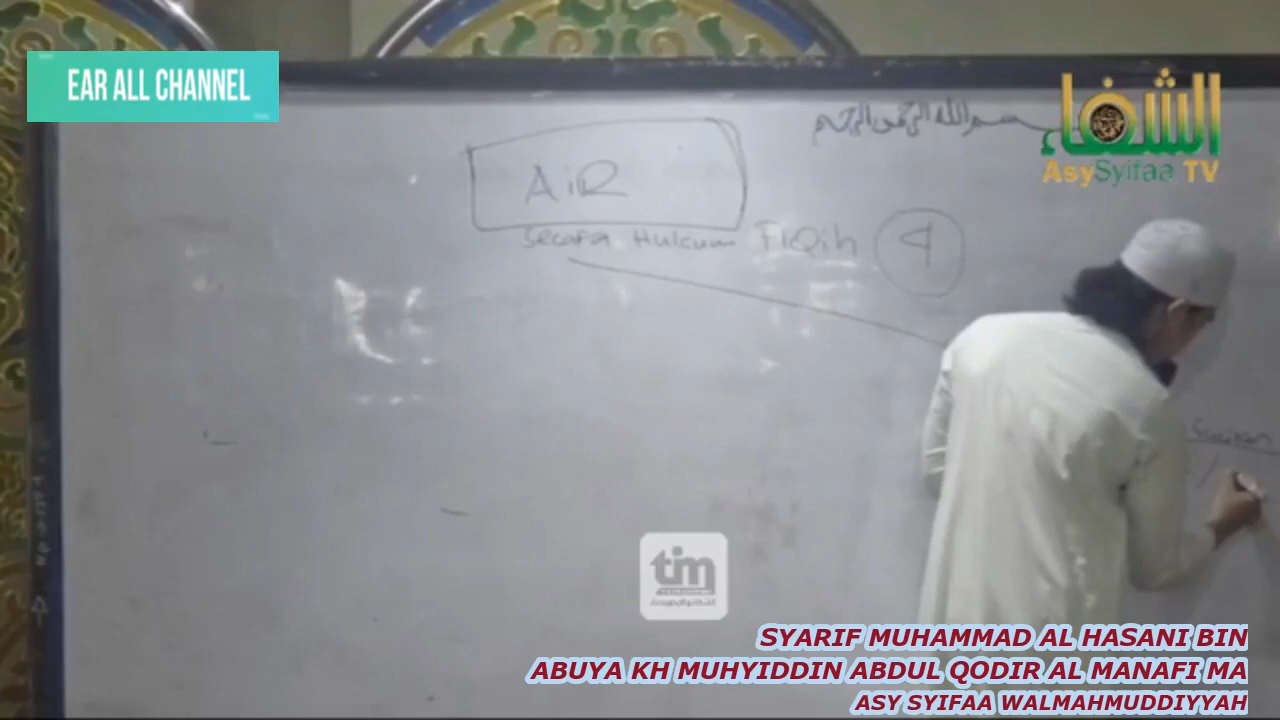 EAR ALL CHANNEL
بسم الله الرحمن الرحيم
الشفاء
AsySyifaa TV
AiR
Secara Hukum FIQih 4
tim
SYARIF MUHAMMAD AL HASANI BIN
ABUYA KH MUHYIDDIN ABDUL QODIR AL MANAFI MA
ASY SYIFAA WALMAHMUDDIYYAH